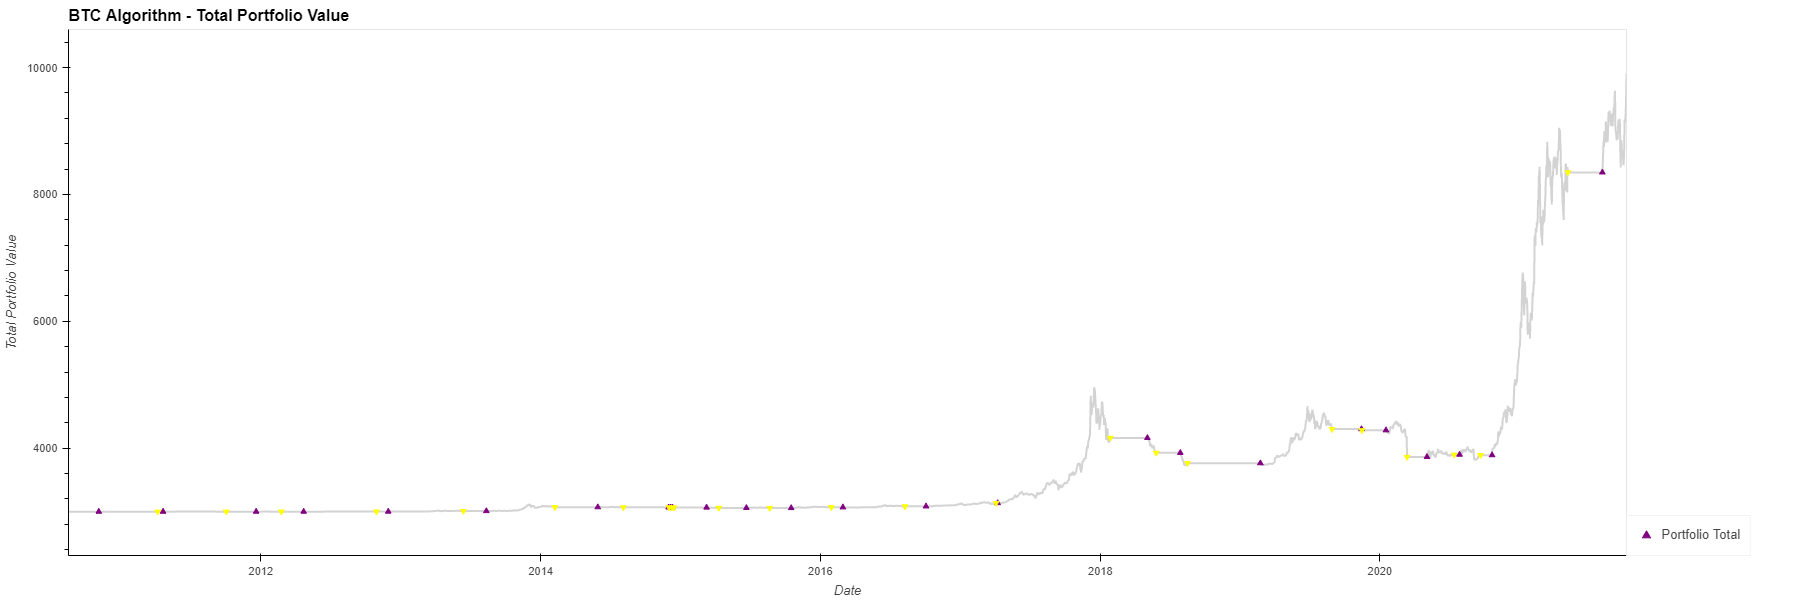 BTC Algorithm - Total Portfolio Value
10000
8000
6000
4000
Total Portfolio Value
2012
2014
2016
2018
2020
Date
Portfolio Total